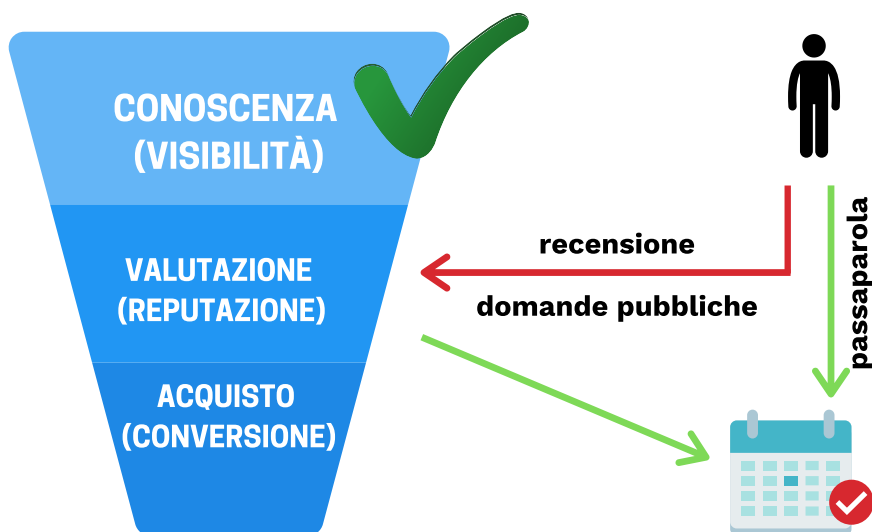 CONOSCENZA
(VISIBILITÀ)
VALUTAZIONE
(REPUTAZIONE)
ACQUISTO
(CONVERSIONE)
recensione
domande pubbliche
passaparola